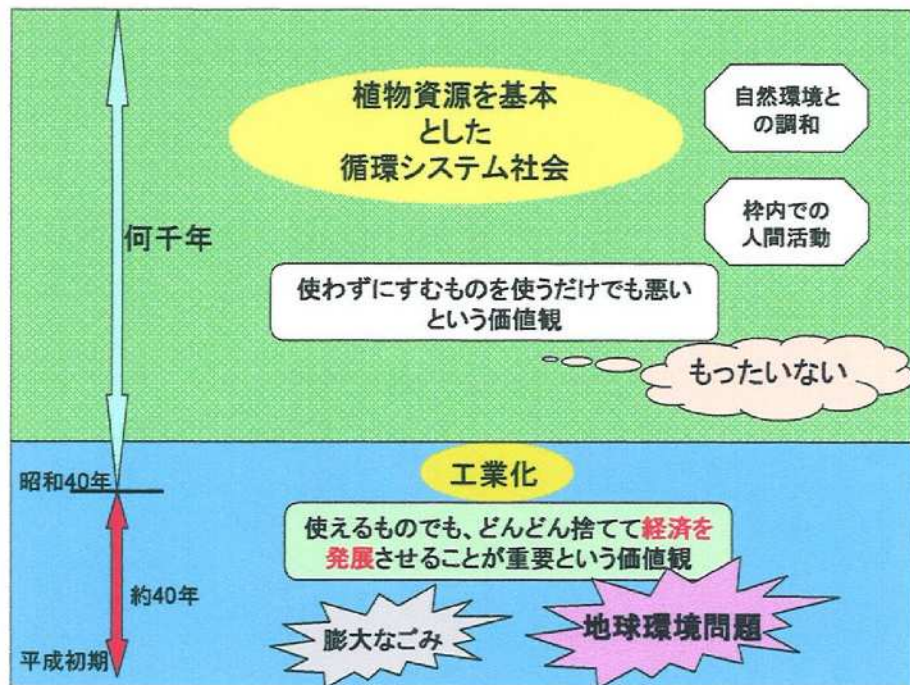 植物資源を基本
とした
循環システム社会
自然環境と
の調和
枠内での
人間活動
何千年
使わずにすむものを使うだけでも悪い
という価値観
もったいない
昭和40年
工業化
使えるものでも、どんどん捨てて経済を
発展させることが重要という価値観
約40年
膨大なごみ
地球環境問題
平成初期